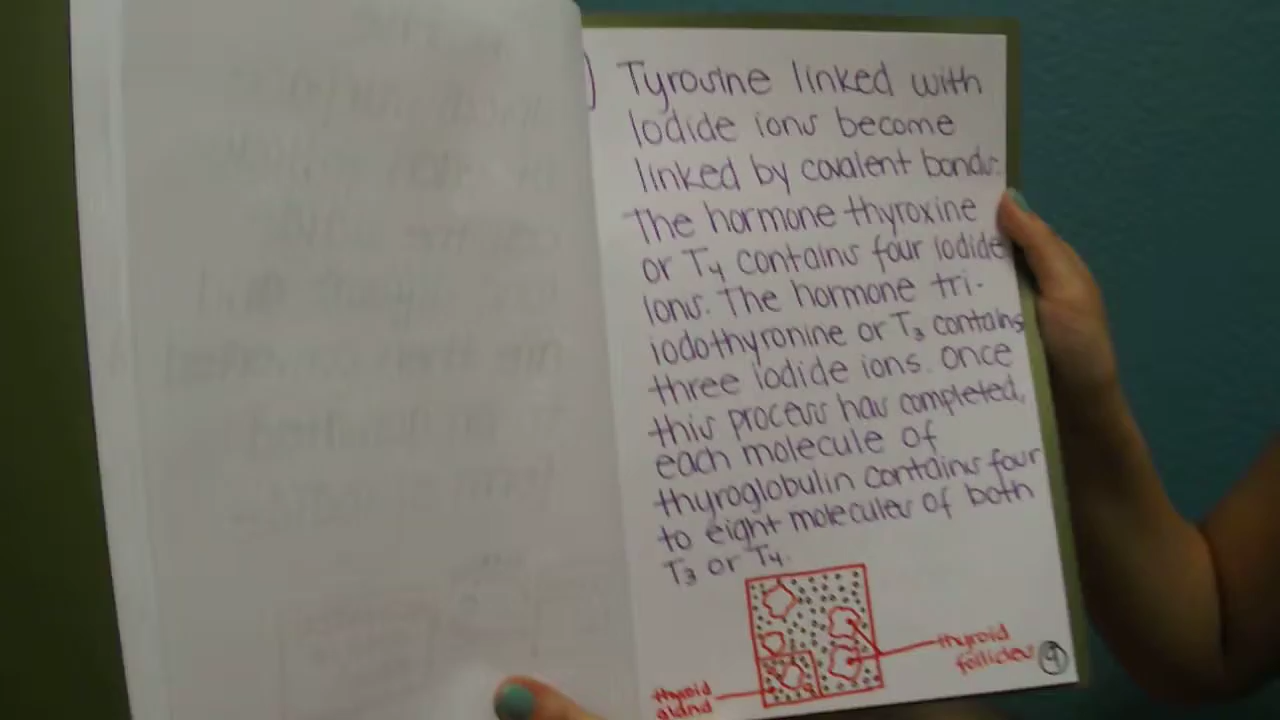 ) Tyrosine linked with
Iodide ions become
linked by covalent bonds.
The hormone thyroxine
or T4 contains four iodide
Ions. The hormone tri-
iodothyronine or T3 contains
three Iodide ions. Once
this process has completed,
each molecule of
thyroglobulin contains four
to eight molecules of both
T3 or T4.
thyroid
follicles
thyroid
gland